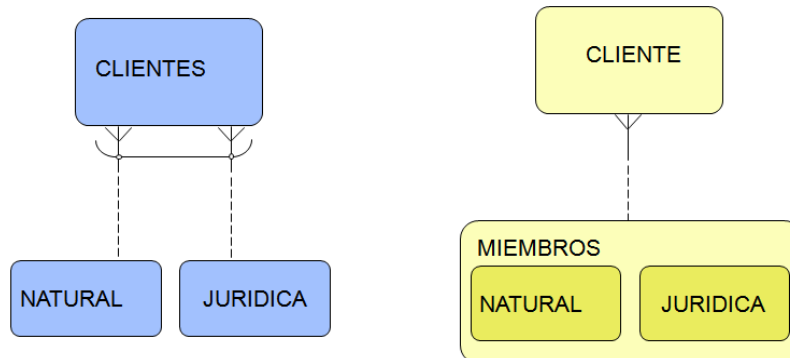 CLIENTES
NATURAL
JURIDICA
CLIENTE
MIEMBROS
NATURAL
JURIDICA